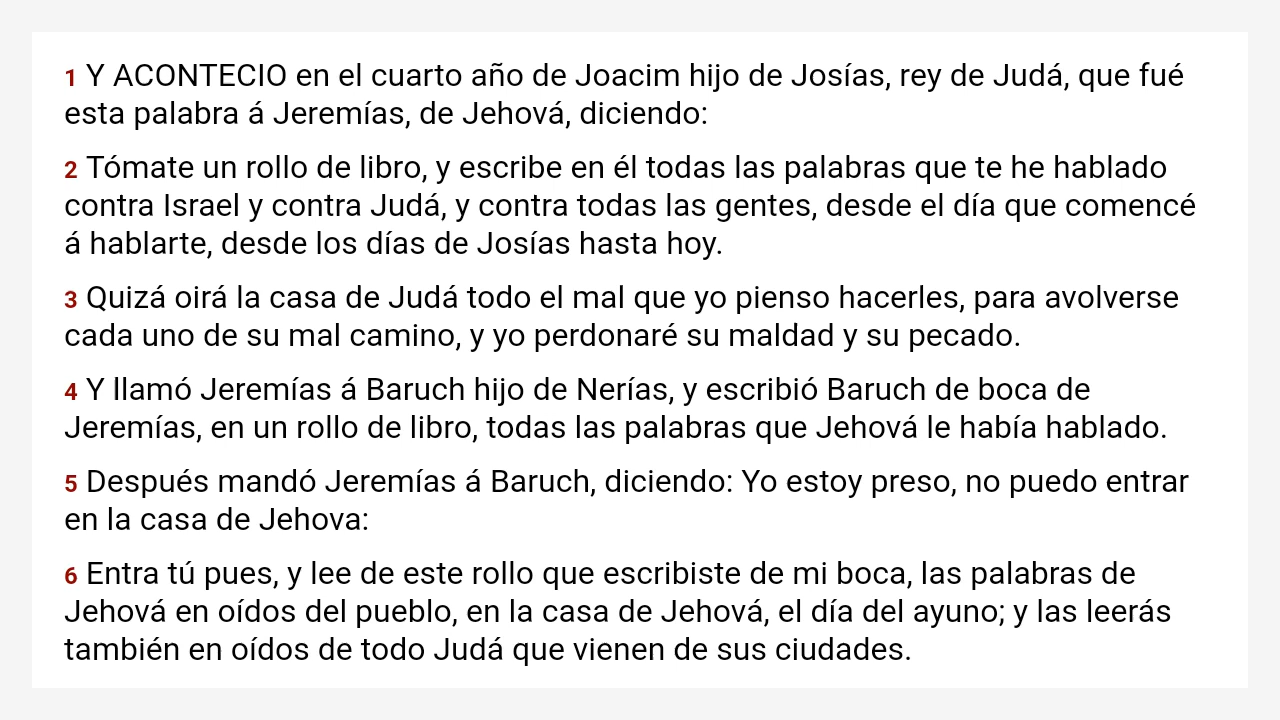 1 Y ACONTECIO en el cuarto año de Joacim hijo de Josías, rey de Judá, que fué
esta palabra á Jeremías, de Jehová, diciendo:
2 Tómate un rollo de libro, y escribe en él todas las palabras que te he hablado
contra Israel y contra Judá, y contra todas las gentes, desde el día que comencé
á hablarte, desde los días de Josías hasta hoy.
3 Quizá oirá la casa de Judá todo el mal que yo pienso hacerles, para avolverse
cada uno de su mal camino, y yo perdonaré su maldad y su pecado.
4 Y llamó Jeremías á Baruch hijo de Nerías, y escribió Baruch de boca de
Jeremías, en un rollo de libro, todas las palabras que Jehová le había hablado.
5 Después mandó Jeremías á Baruch, diciendo: Yo estoy preso, no puedo entrar
en la casa de Jehova:
6 Entra tú pues, y lee de este rollo que escribiste de mi boca, las palabras de
Jehová en oídos del pueblo, en la casa de Jehová, el día del ayuno; y las leerás
también en oídos de todo Judá que vienen de sus ciudades.